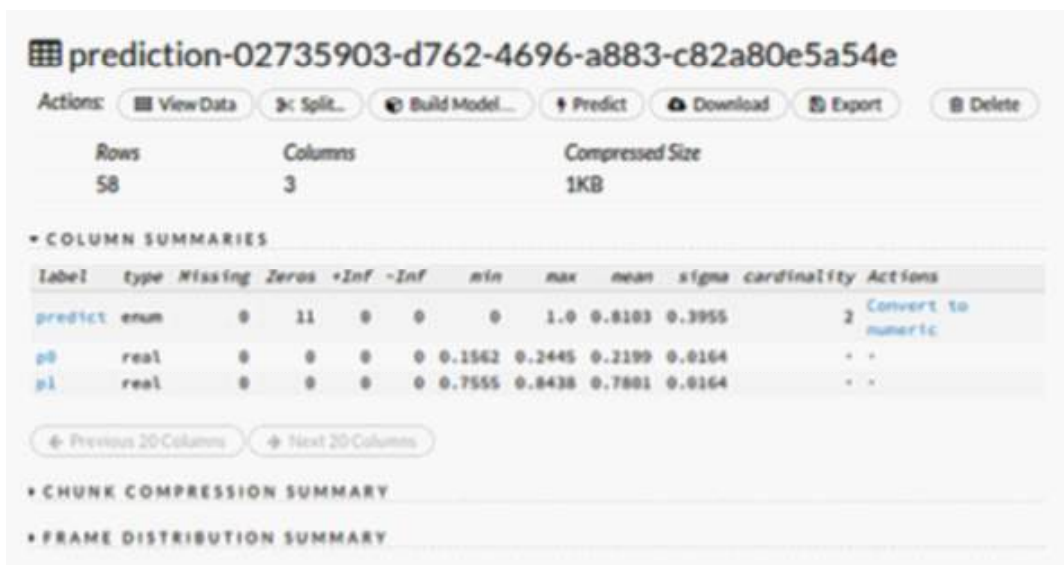 prediction-02735903-d762-4696-a883-c82a80e5a54e
Actions: View Data Split... Build Model... Predict Download Export Delete
Rows Columns Compressed Size
58 3 1KB
COLUMN SUMMARIES
label type Missing Zeros +Inf -Inf min max mean sigma cardinality Actions
predict enum 0 11 0 0 0 1.0 0.8103 0.3955 2 Convert to
numeric
p0 real 0 0 0 0 0.1562 0.2445 0.2199 0.0164 · ·
p1 real 0 0 0 0 0.7555 0.8438 0.7801 0.0164 · ·
Previous 20 Columns Next 20 Columns
CHUNK COMPRESSION SUMMARY
FRAME DISTRIBUTION SUMMARY